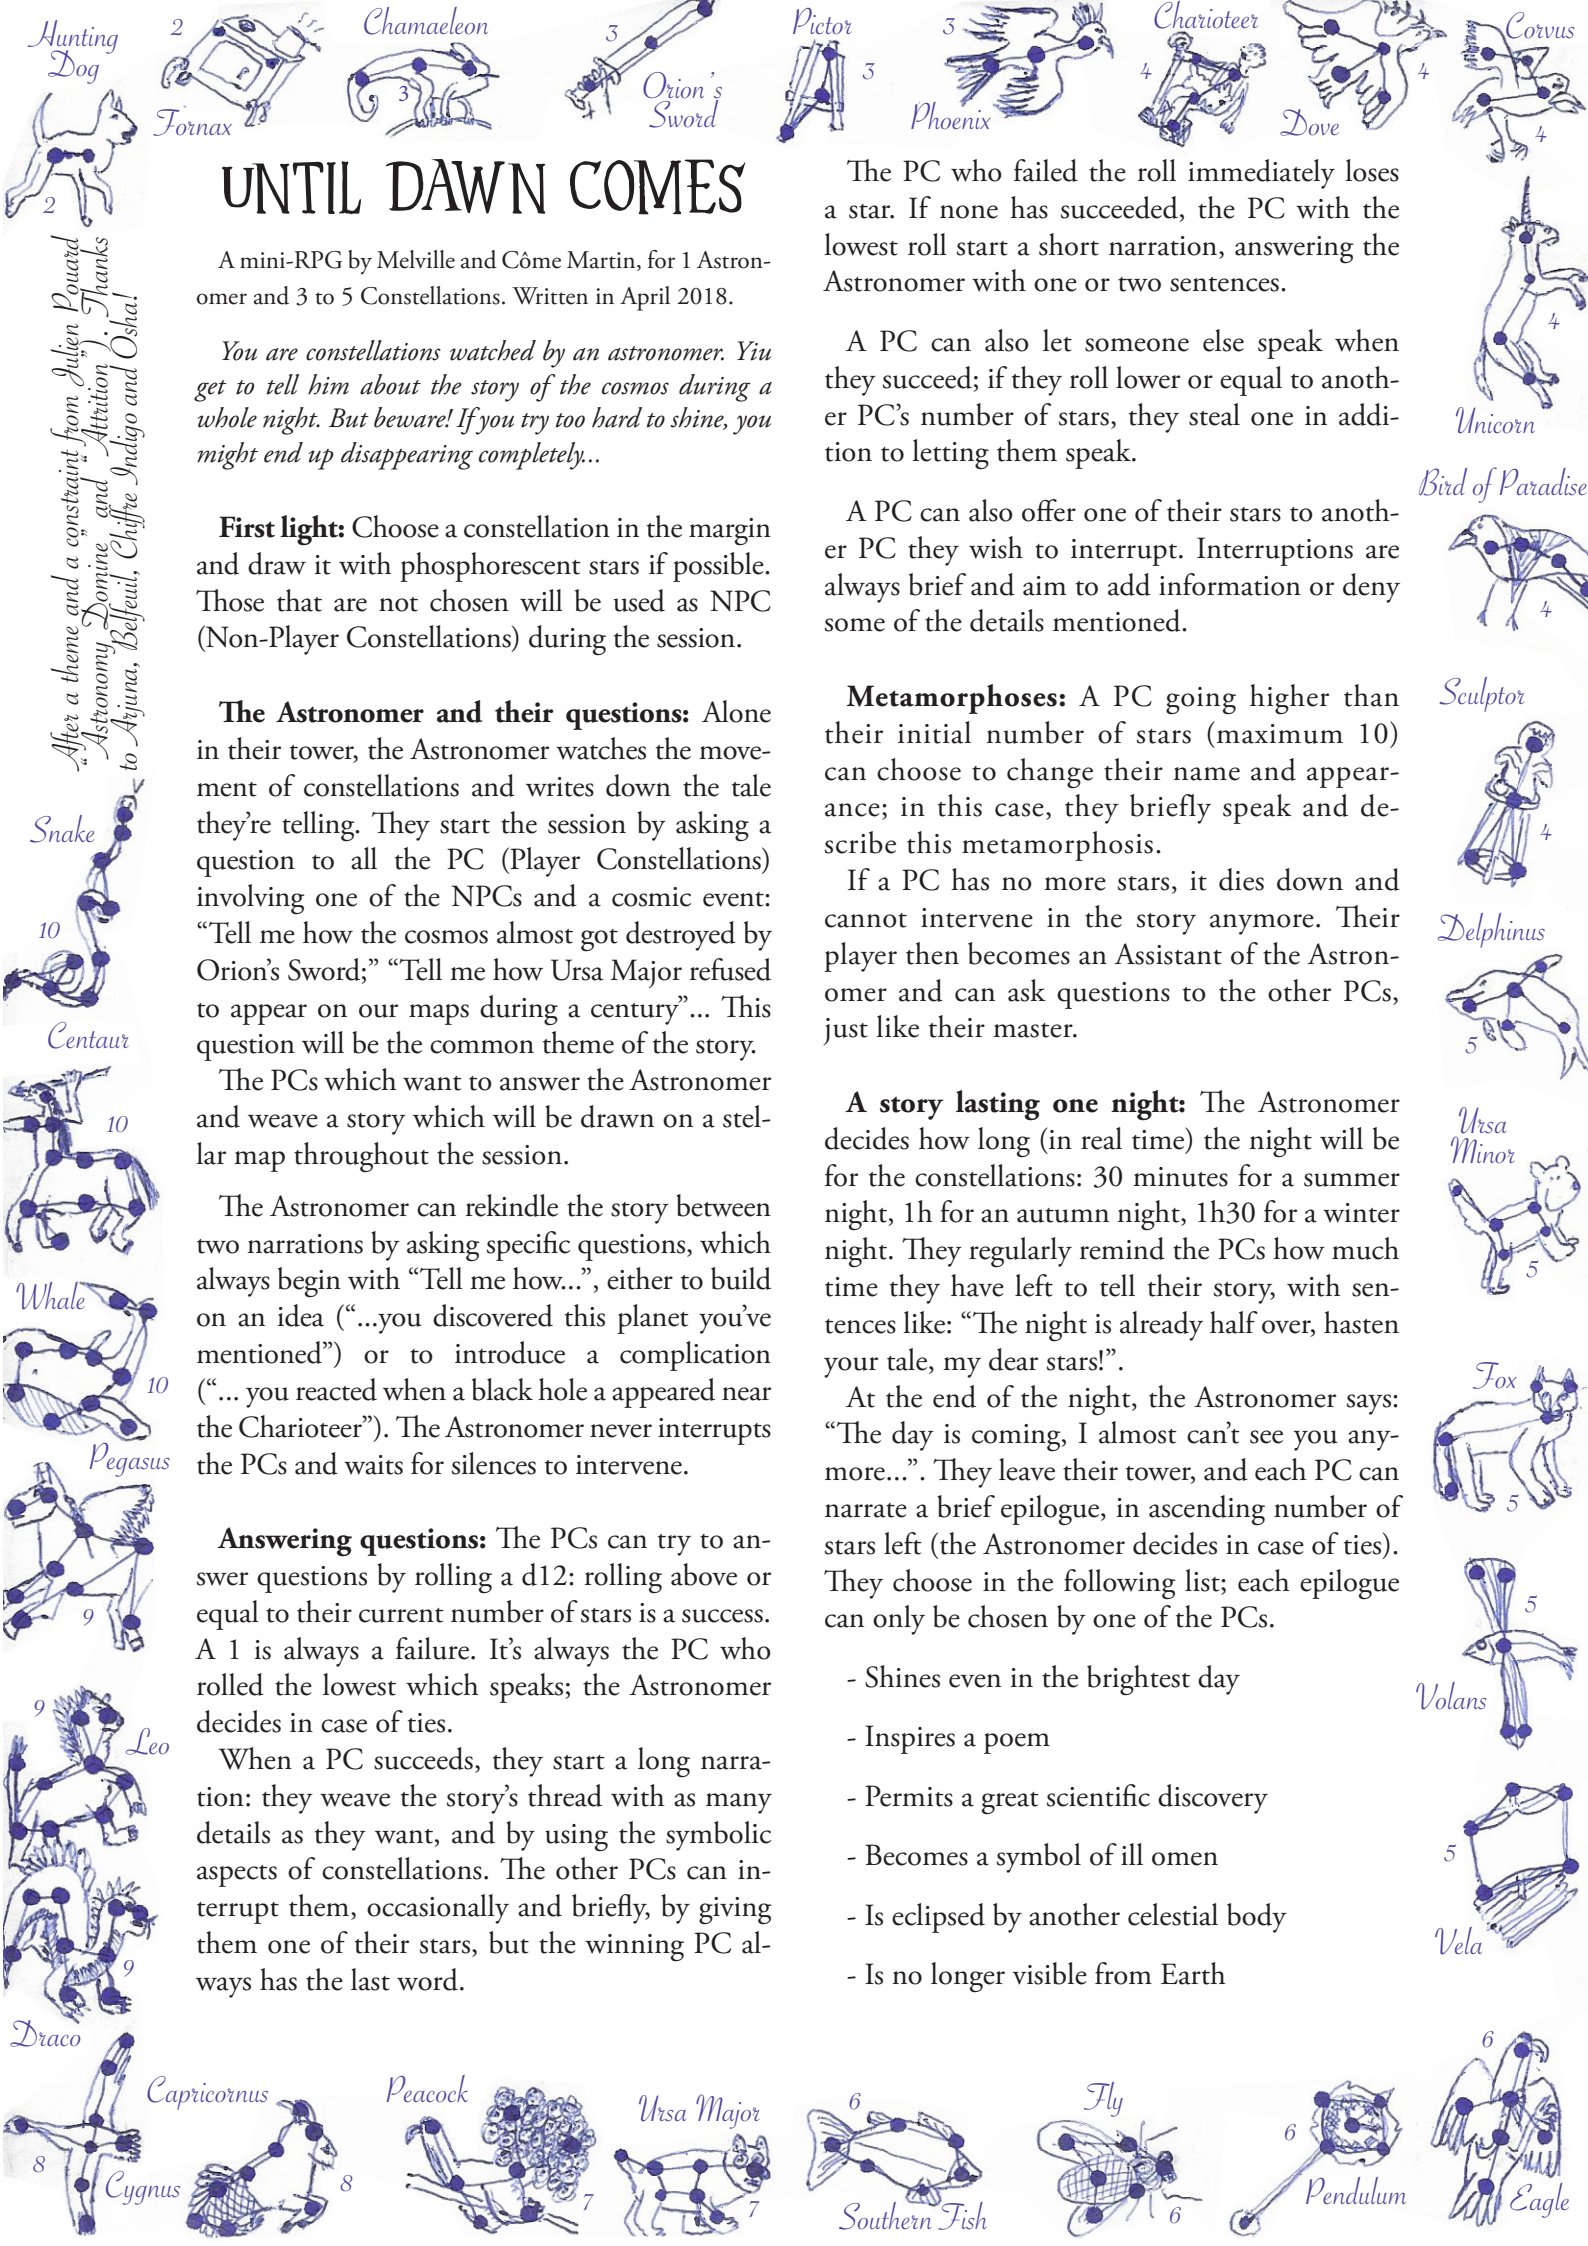 Hunting
Dog
2
2
Fornax
Chamaeleon
3
3
Orion's
Sword
Pictor
3
3
Phoenix
Charioteer
4
Dove
4
Corvus
4
UNTIL DAWN COMES
A mini-RPG by Melville and Côme Martin, for 1 Astron-
omer and 3 to 5 Constellations. Written in April 2018.
You are constellations watched by an astronomer. Yiu
get to tell him about the story of the cosmos during a
whole night. But beware! If you try too hard to shine, you
might end up disappearing completely...
First light: Choose a constellation in the margin
and draw it with phosphorescent stars if possible.
Those that are not chosen will be used as NPC
(Non-Player Constellations) during the session.
The Astronomer and their questions: Alone
in their tower, the Astronomer watches the move-
ment of constellations and writes down the tale
they're telling. They start the session by asking a
question to all the PC (Player Constellations)
involving one of the NPCs and a cosmic event:
“Tell me how the cosmos almost got destroyed by
Orion's Sword;” “Tell me how Ursa Major refused
to appear on our maps during a century”... This
question will be the common theme of the story.
The PCs which want to answer the Astronomer
and weave a story which will be drawn on a stel-
lar map throughout the session.
The Astronomer can rekindle the story between
two narrations by asking specific questions, which
always begin with “Tell me how...”, either to build
on an idea (“...you discovered this planet you've
mentioned”) or to introduce a complication
(“... you reacted when a black hole a appeared near
the Charioteer”). The Astronomer never interrupts
the PCs and waits for silences to intervene.
Answering questions: The PCs can try to an-
swer questions by rolling a d12: rolling above or
equal to their current number of stars is a success.
A 1 is always a failure. It's always the PC who
rolled the lowest which speaks; the Astronomer
decides in case of ties.
When a PC succeeds, they start a long narra-
tion: they weave the story's thread with as many
details as they want, and by using the symbolic
aspects of constellations. The other PCs can in-
terrupt them, occasionally and briefly, by giving
them one of their stars, but the winning PC al-
ways has the last word.
The PC who failed the roll immediately loses
a star. If none has succeeded, the PC with the
lowest roll start a short narration, answering the
Astronomer with one or two sentences.
A PC can also let someone else speak when
they succeed; if they roll lower or equal to anoth-
er PC's number of stars, they steal one in addi-
tion to letting them speak.
A PC can also offer one of their stars to anoth-
er PC they wish to interrupt. Interruptions are
always brief and aim to add information or deny
some of the details mentioned.
Metamorphoses: A PC going higher than
their initial number of stars (maximum 10)
can choose to change their name and appear-
ance; in this case, they briefly speak and de-
scribe this metamorphosis.
If a PC has no more stars, it dies down and
cannot intervene in the story anymore. Their
player then becomes an Assistant of the Astron-
omer and can ask questions to the other PCs,
just like their master.
A story lasting one night: The Astronomer
decides how long (in real time) the night will be
for the constellations: 30 minutes for a summer
night, 1h for an autumn night, 1h30 for a winter
night. They regularly remind the PCs how much
time they have left to tell their story, with sen-
tences like: “The night is already half over, hasten
your tale, my dear stars!”.
At the end of the night, the Astronomer says:
“The day is coming, I almost can't see you any-
more...”. They leave their tower, and each PC can
narrate a brief epilogue, in ascending number of
stars left (the Astronomer decides in case of ties).
They choose in the following list; each epilogue
can only be chosen by one of the PCs.
- Shines even in the brightest day
- Inspires a poem
- Permits a great scientific discovery
- Becomes a symbol of ill omen
- Is eclipsed by another celestial body
- Is no longer visible from Earth
After a theme and a constraint from Julien Pouard
(“Astronomy Domine” and “Attrition”). Thanks
to Arjuna, Belfeuil, Chiffre Indigo and Osha!
Snake
10
Centaur
10
Whale
10
Pegasus
9
9
Leo
9
Draco
8
Cygnus
Capricornus
8
Peacock
7
Ursa Major
7
6
Southern Fish
Fly
6
6
Pendulum
6
Eagle
4
Unicorn
Bird of Paradise
4
Sculptor
4
Delphinus
5
Ursa
Minor
5
Fox
5
5
Volans
5
Vela